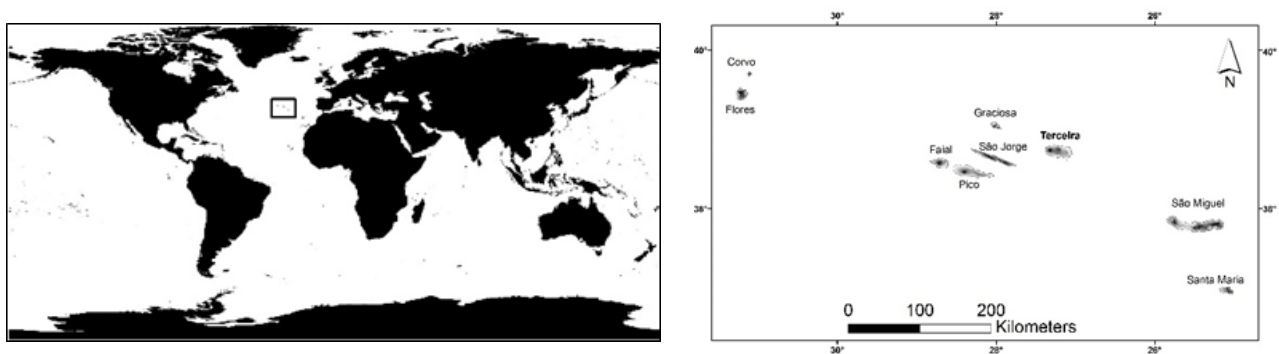 30° 28° 26°
40° 40°
Corvo
N
Flores
Graciosa
Terceira
Faial São Jorge
Pico
38° 38°
São Miguel
Santa Maria
0 100 200
Kilometers
30° 28° 26°